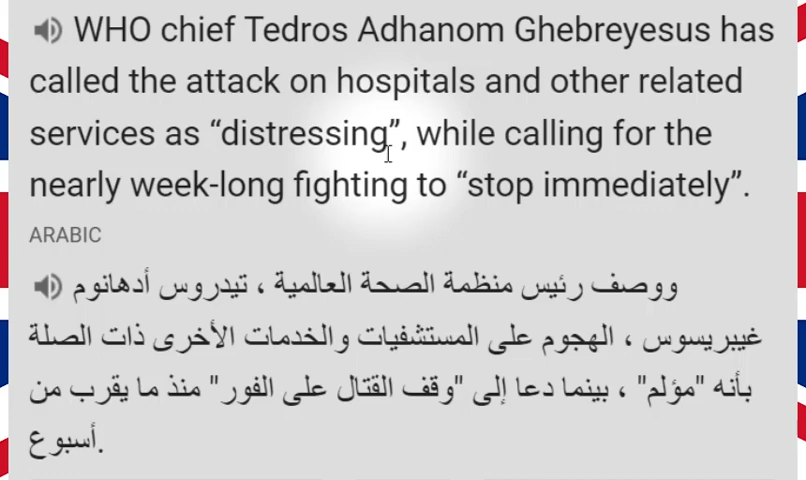 WHO chief Tedros Adhanom Ghebreyesus has
called the attack on hospitals and other related
services as “distressing”, while calling for the
nearly week-long fighting to “stop immediately”.
ARABIC
ووصف رئيس منظمة الصحة العالمية ، تيدروس أدهانوم
غيبريسوس ، الهجوم على المستشفيات والخدمات الأخرى ذات الصلة
بأنه "مؤلم" ، بينما دعا إلى "وقف القتال على الفور" منذ ما يقرب من
أسبوع.